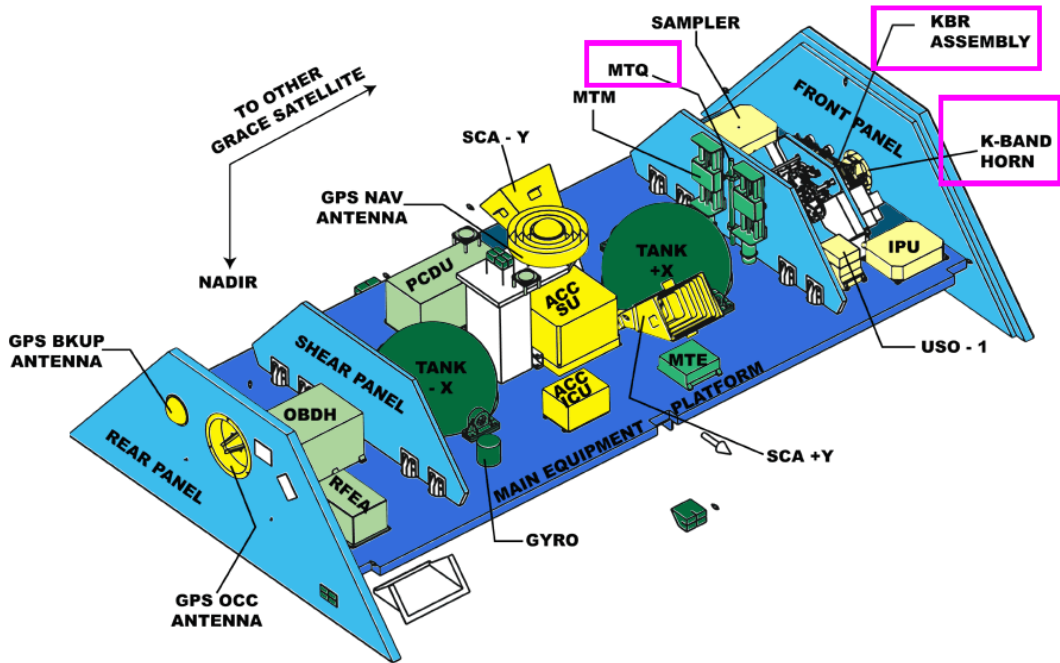 SAMPLER
KBR
ASSEMBLY
MTQ
MTM
TO OTHER
GRACE SATELLITE
FRONT PANEL
K-BAND
HORN
SCA - Y
GPS NAV
ANTENNA
NADIR
PCDU
ACC
SU
TANK
+X
IPU
USO - 1
GPS BKUP
ANTENNA
SHEAR PANEL
TANK
- X
MTE
ACC
ICU
OBDH
MAIN EQUIPMENT PLATFORM
SCA +Y
REAR PANEL
RFEA
GYRO
GPS OCC
ANTENNA